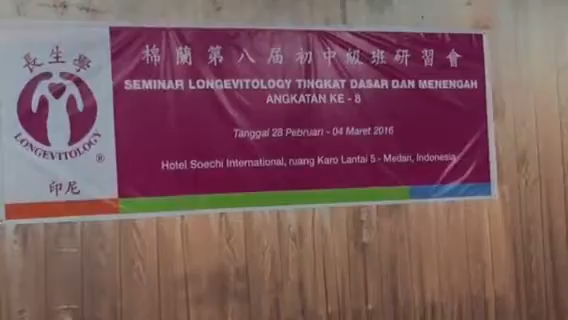 長生學
LONGEVITOLOGY
®
印尼
棉蘭第八届初中級班研習會
SEMINAR LONGEVITOLOGY TINGKAT DASAR DAN MENENGAH
ANGKATAN KE - 8
Tanggal 28 Pebruari - 04 Maret 2016
Hotel Soechi International, ruang Karo Lantai 5 - Medan, Indonesia